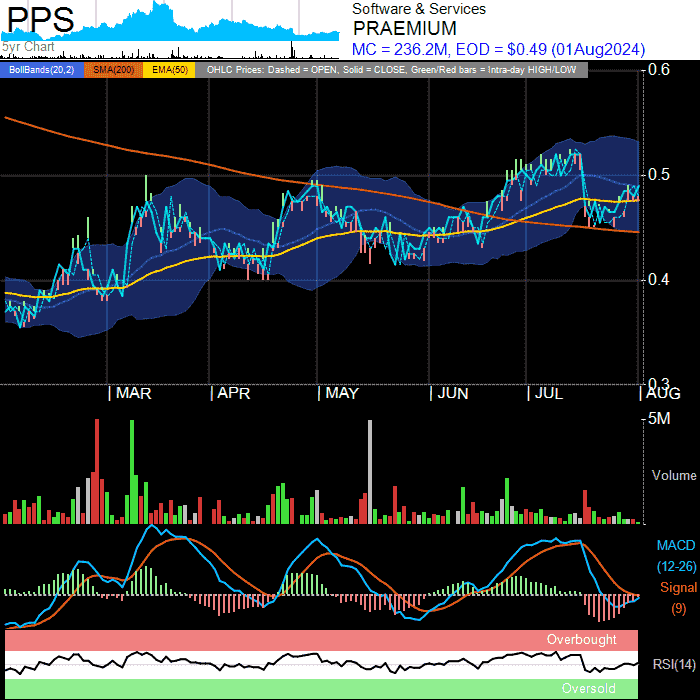 PPS
5yr Chart
Software & Services
PRAEMIUM
MC = 236.2M, EOD = $0.49 (01Aug2024)
BollBands(20,2) SMA(200) EMA(50) OHLC Prices: Dashed = OPEN, Solid = CLOSE, Green/Red bars = Intra-day HIGH/LOW
0.6
0.5
0.4
0.3
MAR APR MAY JUN JUL AUG
5M
Volume
MACD
(12-26)
Signal
(9)
Overbought
RSI(14)
Oversold